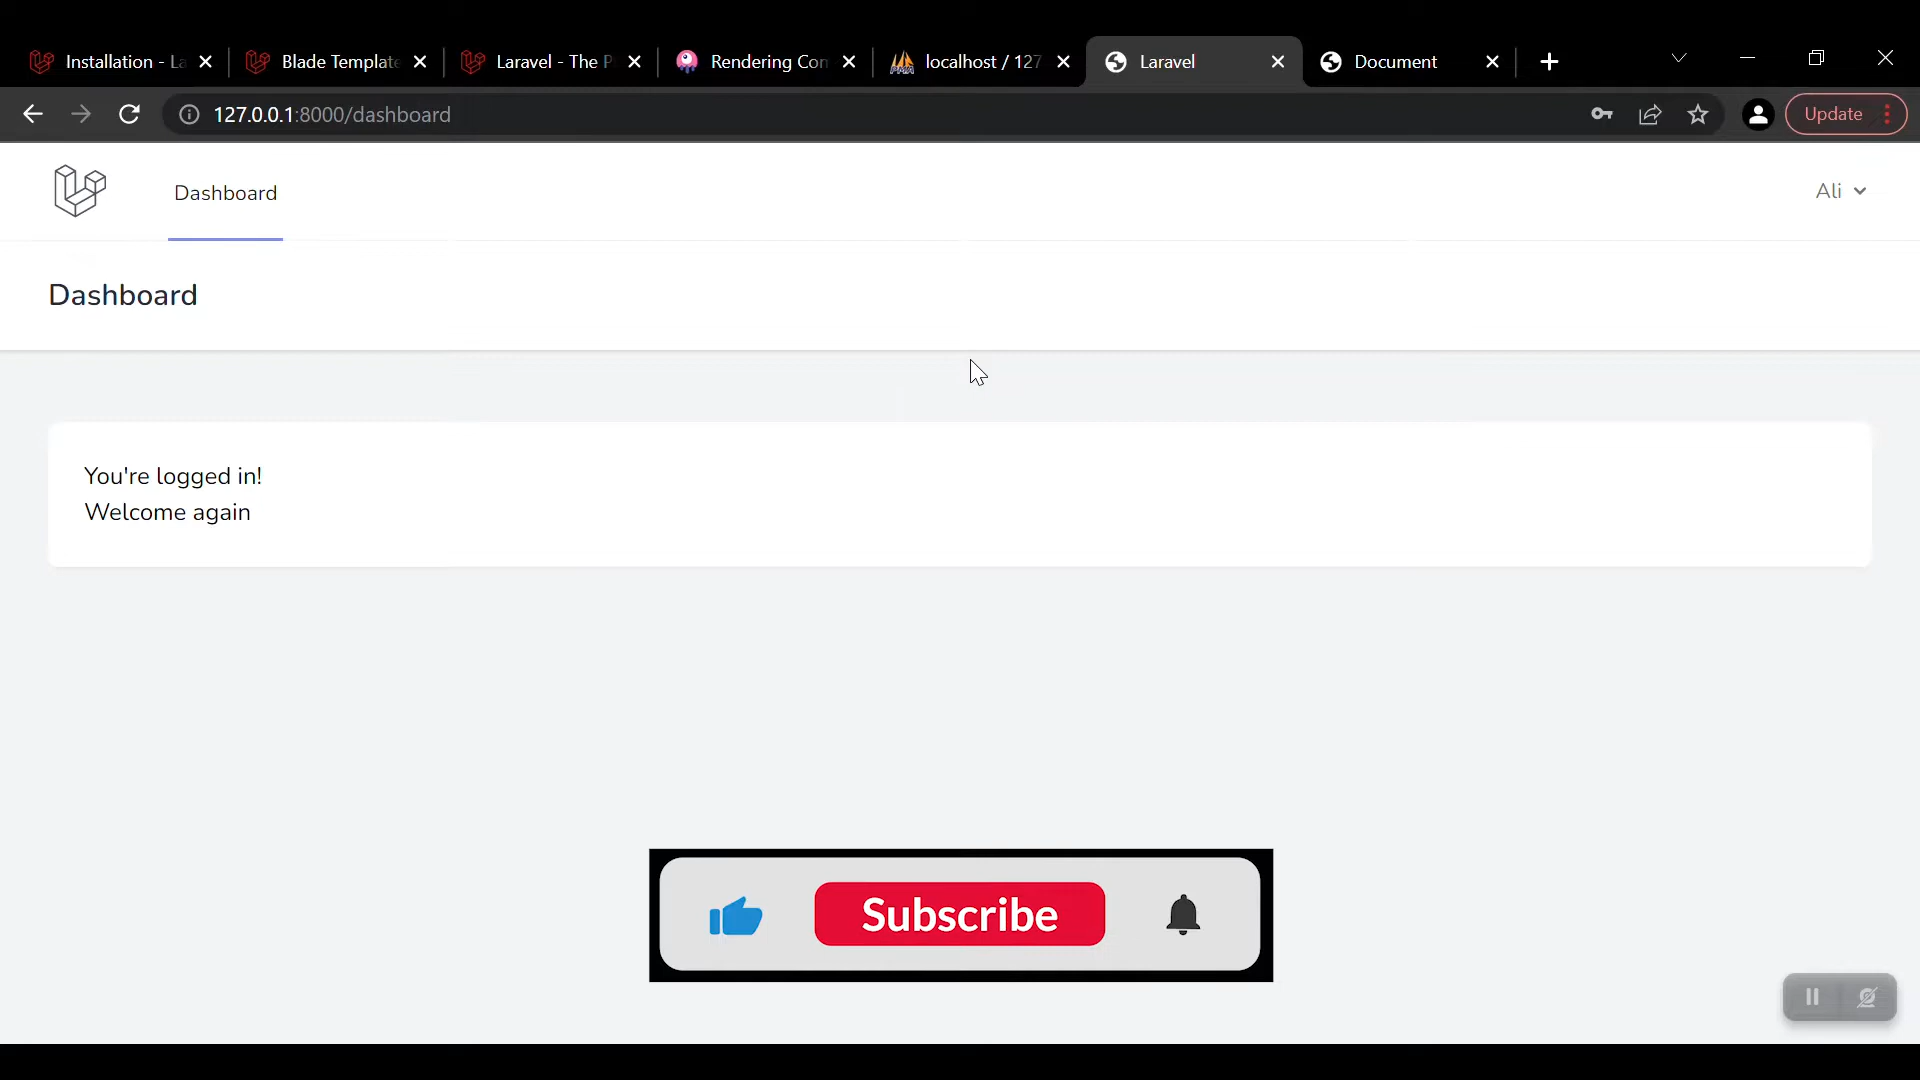 Installation - La
Blade Template
Laravel - The P
Rendering Con
localhost / 127
Laravel
Document
127.0.0.1:8000/dashboard
Update
Dashboard
Ali
Dashboard
You're logged in!
Welcome again
Subscribe